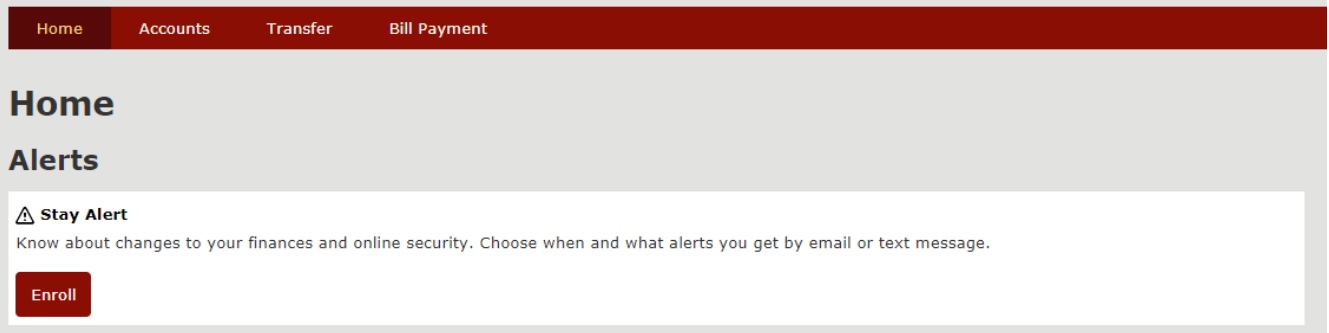 Home Accounts Transfer Bill Payment
Home
Alerts
Stay Alert
Know about changes to your finances and online security. Choose when and what alerts you get by email or text message.
Enroll